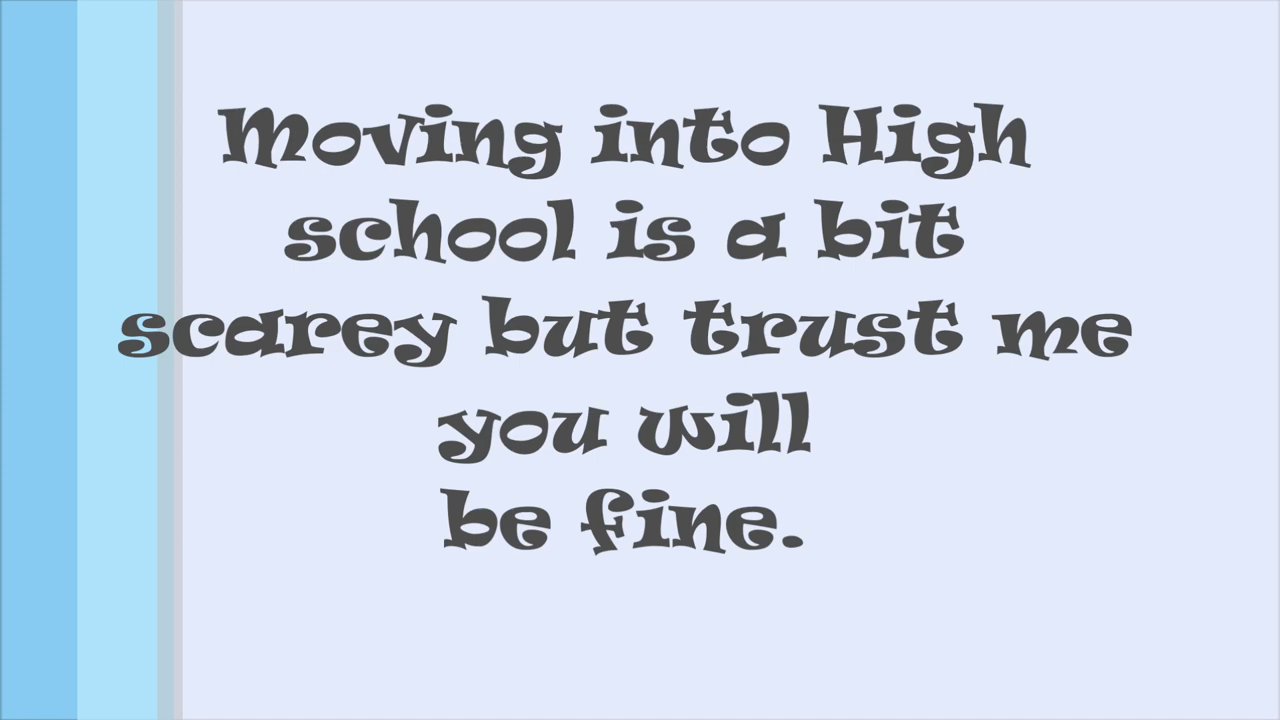 Moving into High
school is a bit
scarey but trust me
you will
be fine.